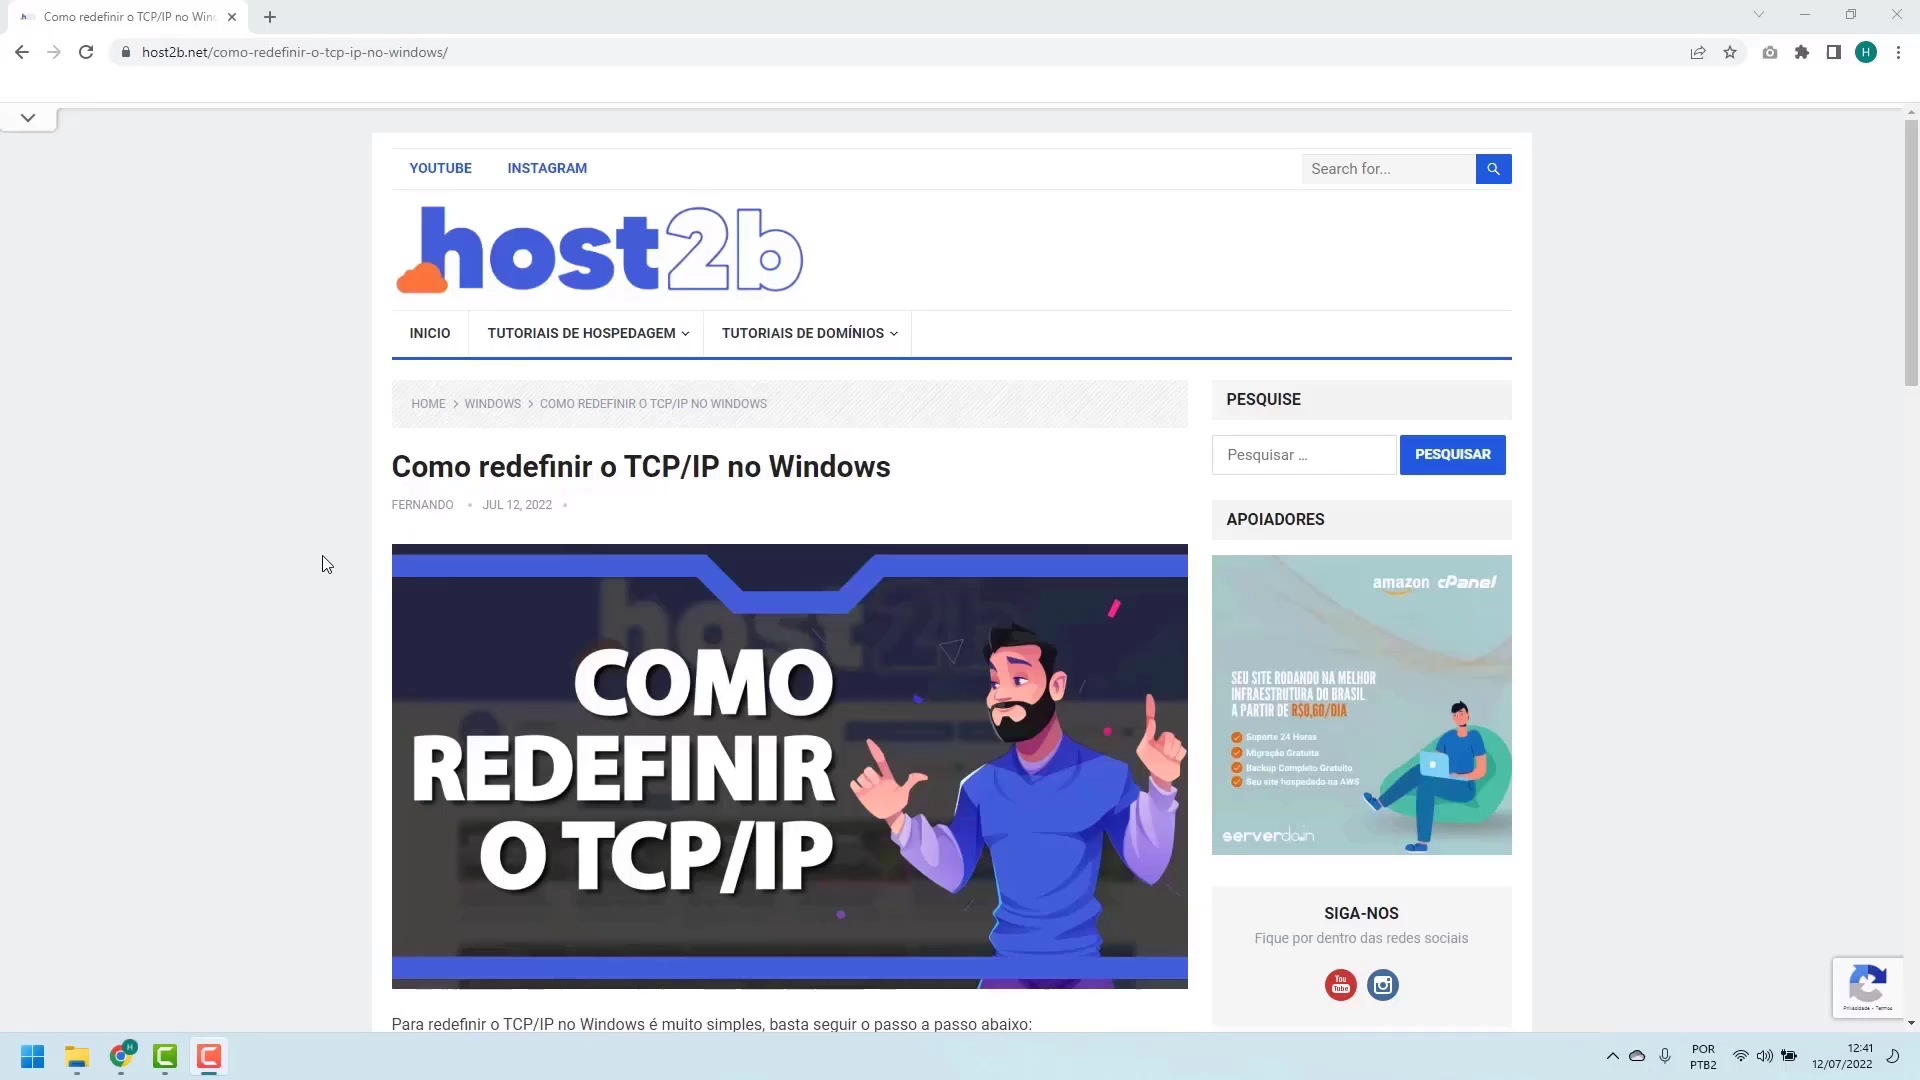 Como redefinir o TCP/IP no Win
host2b.net/como-redefinir-o-tcp-ip-no-windows/
H
YOUTUBE INSTAGRAM
Search for...
host2b
INICIO TUTORIAIS DE HOSPEDAGEM TUTORIAIS DE DOMÍNIOS
HOME > WINDOWS > COMO REDEFINIR O TCP/IP NO WINDOWS
Como redefinir o TCP/IP no Windows
FERNANDO • JUL 12, 2022 •
COMO
REDEFINIR
O TCP/IP
Para redefinir o TCP/IP no Windows é muito simples, basta seguir o passo a passo abaixo:
PESQUISE
Pesquisar ...
PESQUISAR
APOIADORES
amazon cPanel
SEU SITE RODANDO NA MELHOR
INFRAESTRUTURA DO BRASIL
A PARTIR DE R$0,60/DIA
Suporte 24 Horas
Migração Gratuita
Backup Completo Gratuito
Seu site hospedado na AWS
serverdoin
SIGA-NOS
Fique por dentro das redes sociais
You
Tube
Privacidade - Termos
H
POR
PTB2
12:41
12/07/2022